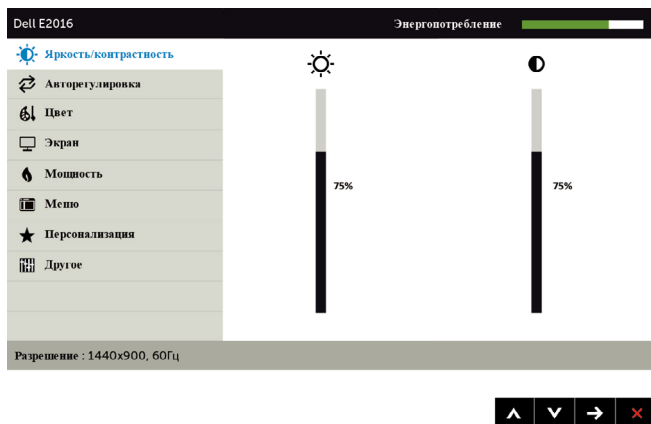 Dell E2016
Энергопотребление
Яркость/контрастность
Авторегулировка
Цвет
Экран
Мощность
Меню
Персонализация
Другое
75%
75%
Разрешение : 1440x900, 60Гц